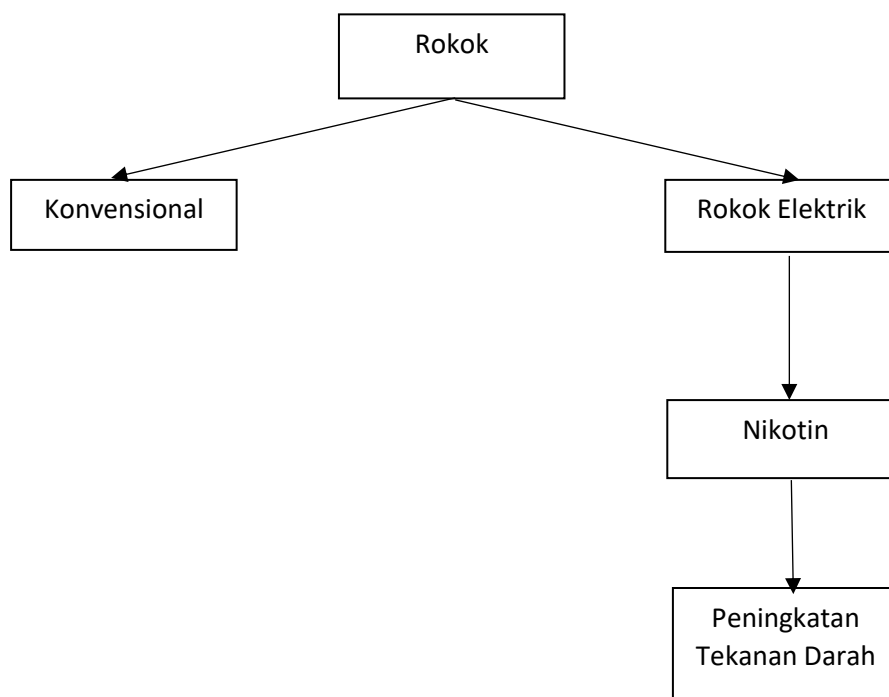 Rokok
Konvensional
Rokok Elektrik
Nikotin
Peningkatan
Tekanan Darah